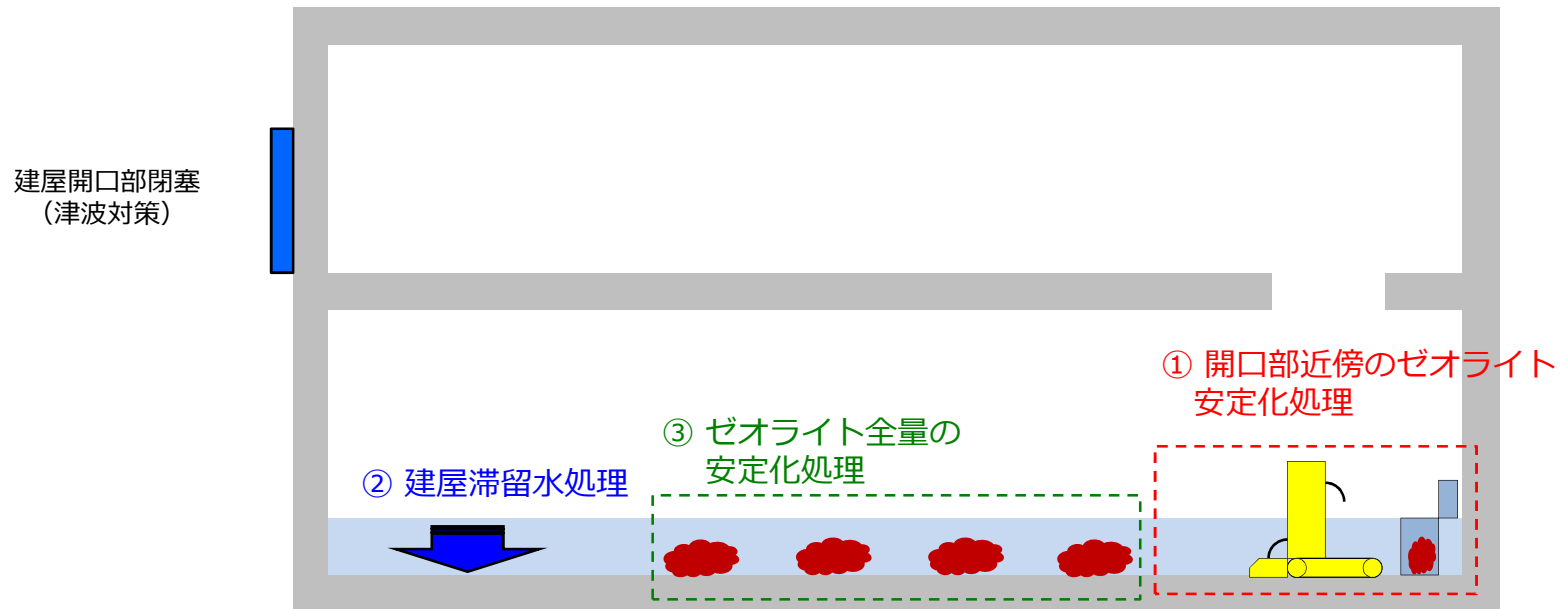 建屋開口部閉塞
（津波対策）
① 開口部近傍のゼオライト
安定化処理
③ ゼオライト全量の
安定化処理
② 建屋滞留水処理